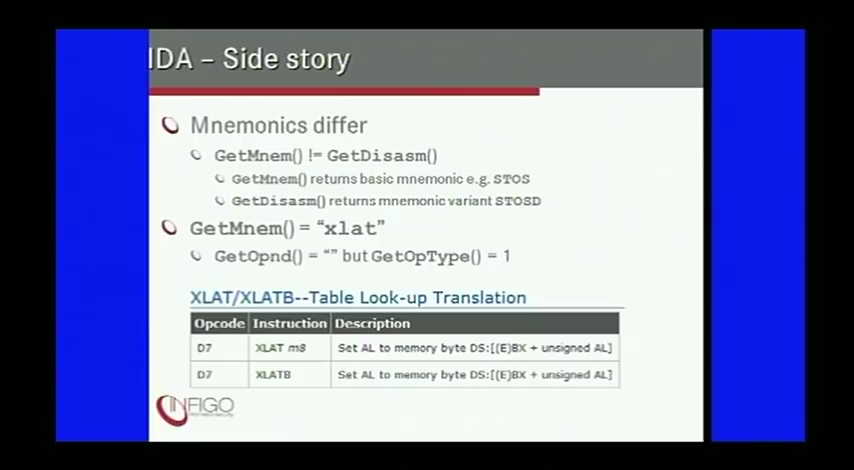 IDA – Side story
Mnemonics differ
GetMnem() != GetDisasm()
GetMnem() returns basic mnemonic e.g. STOS
GetDisasm() returns mnemonic variant STOSD
GetMnem() = “xlat”
GetOpnd() = “” but GetOpType() = 1
XLAT/XLATB--Table Look-up Translation
Opcode Instruction Description
D7 XLAT m8 Set AL to memory byte DS:[(E)BX + unsigned AL]
D7 XLATB Set AL to memory byte DS:[(E)BX + unsigned AL]
INFIGO